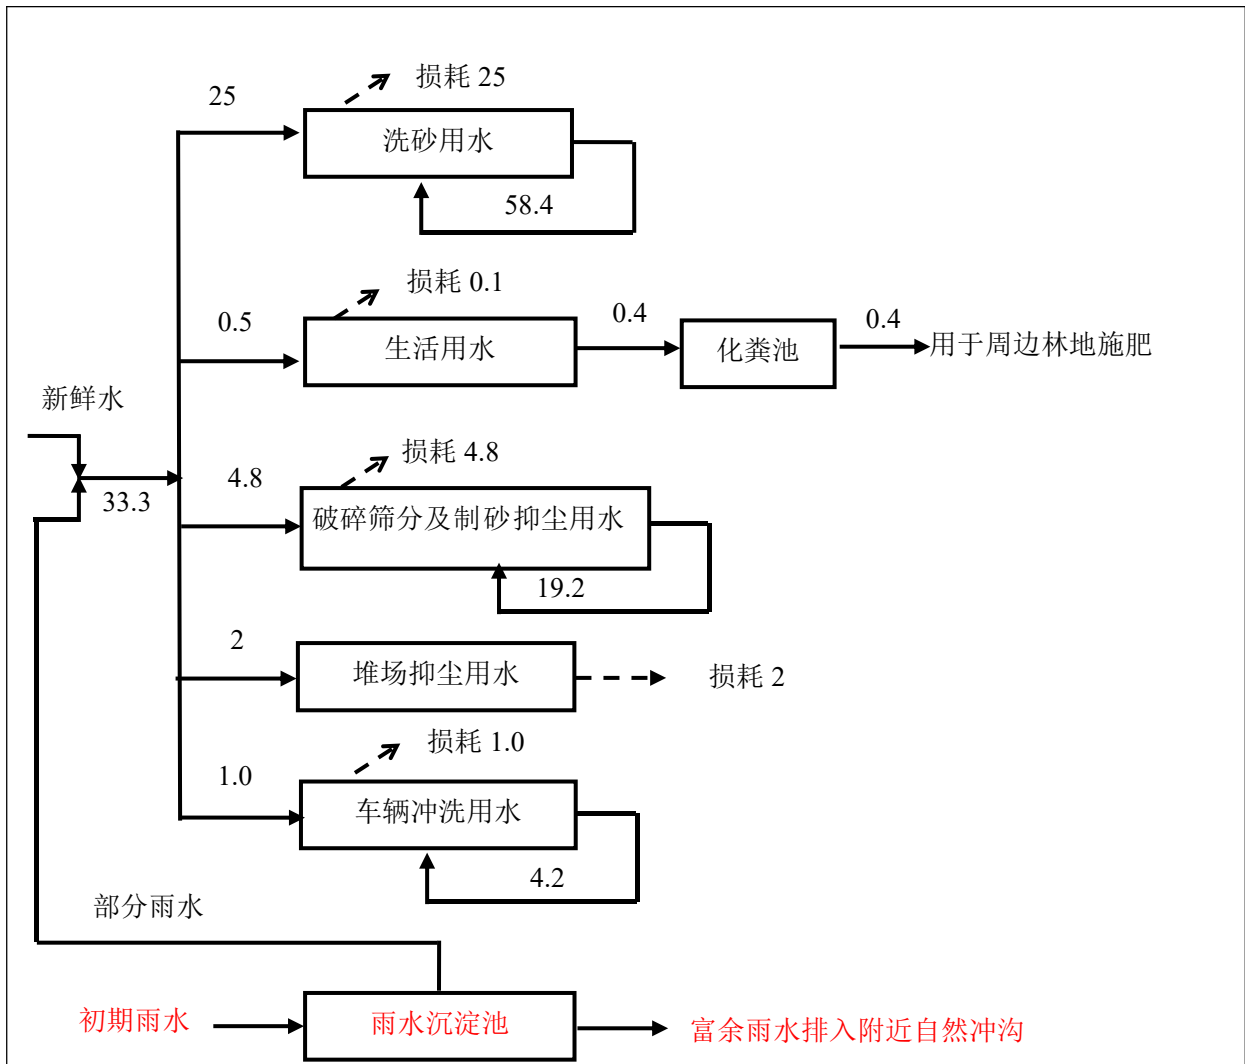 损耗 25
25
洗砂用水
58.4
损耗 0.1
0.5
生活用水
0.4
化粪池
0.4
用于周边林地施肥
新鲜水
33.3
损耗 4.8
4.8
破碎筛分及制砂抑尘用水
19.2
2
堆场抑尘用水
损耗 2
损耗 1.0
1.0
车辆冲洗用水
4.2
部分雨水
初期雨水
雨水沉淀池
富余雨水排入附近自然冲沟